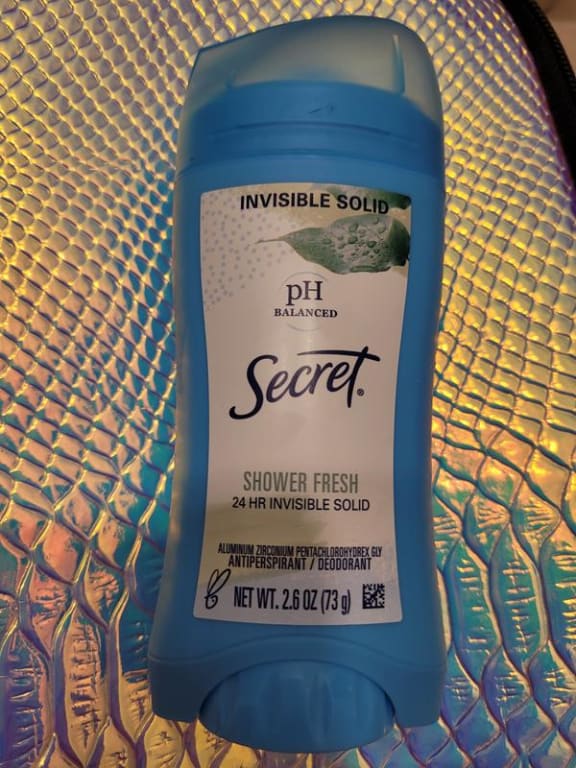 INVISIBLE SOLID
pH
BALANCED
Secret®
SHOWER FRESH
24 HR INVISIBLE SOLID
ALUMINUM ZIRCONIUM PENTACHLOROHYDREX GLY
ANTIPERSPIRANT / DEODORANT
NET WT. 2.6 OZ (73 g)